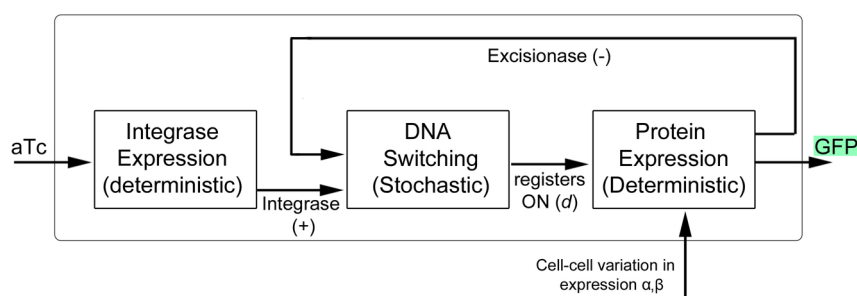 Excisionase (-)
aTc
Integrase
Expression
(deterministic)
Integrase
(+)
DNA
Switching
(Stochastic)
registers
ON (d)
Protein
Expression
(Deterministic)
GFP
Cell-cell variation in
expression α,β